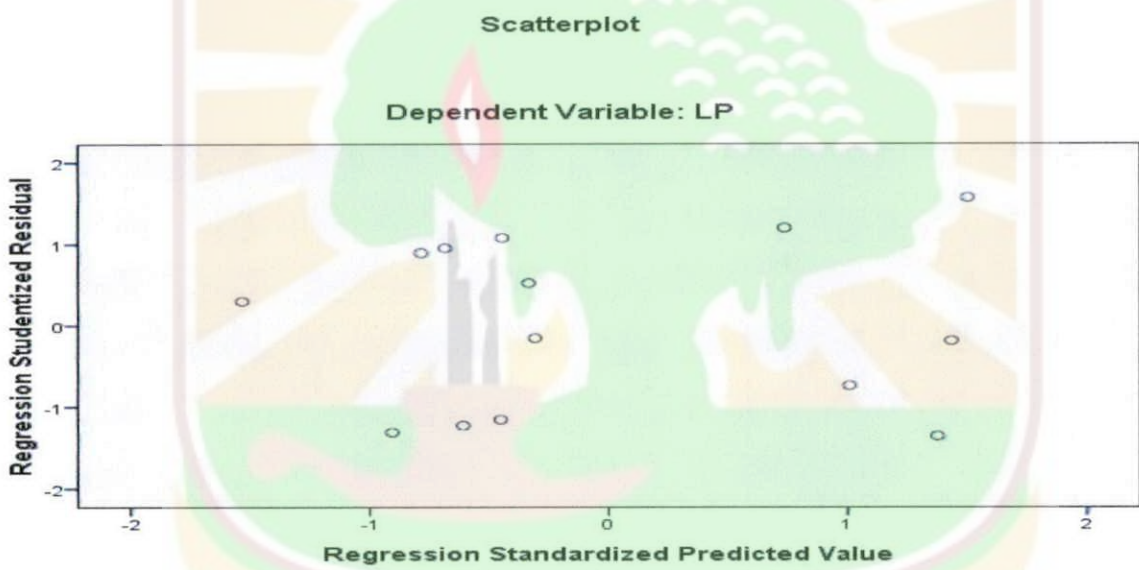 Scatterplot
Dependent Variable: LP
Regression Studentized Residual
2
1
0
-1
-2
-2 -1 0 1 2
Regression Standardized Predicted Value